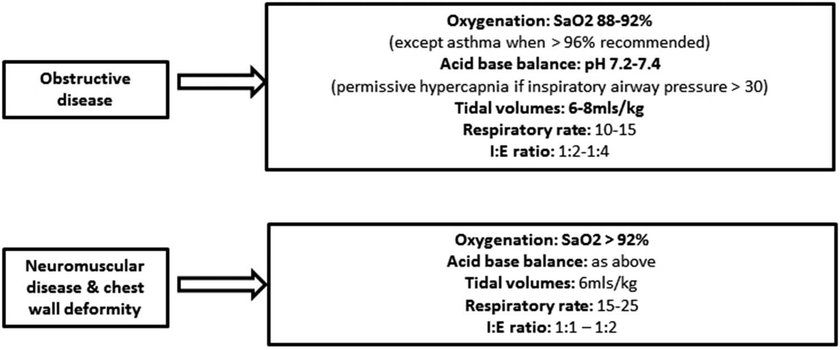 Obstructive
disease
Oxygenation: SaO2 88-92%
(except asthma when > 96% recommended)
Acid base balance: pH 7.2-7.4
(permissive hypercapnia if inspiratory airway pressure > 30)
Tidal volumes: 6-8mls/kg
Respiratory rate: 10-15
I:E ratio: 1:2-1:4
Neuromuscular
disease & chest
wall deformity
Oxygenation: SaO2 > 92%
Acid base balance: as above
Tidal volumes: 6mls/kg
Respiratory rate: 15-25
I:E ratio: 1:1 – 1:2